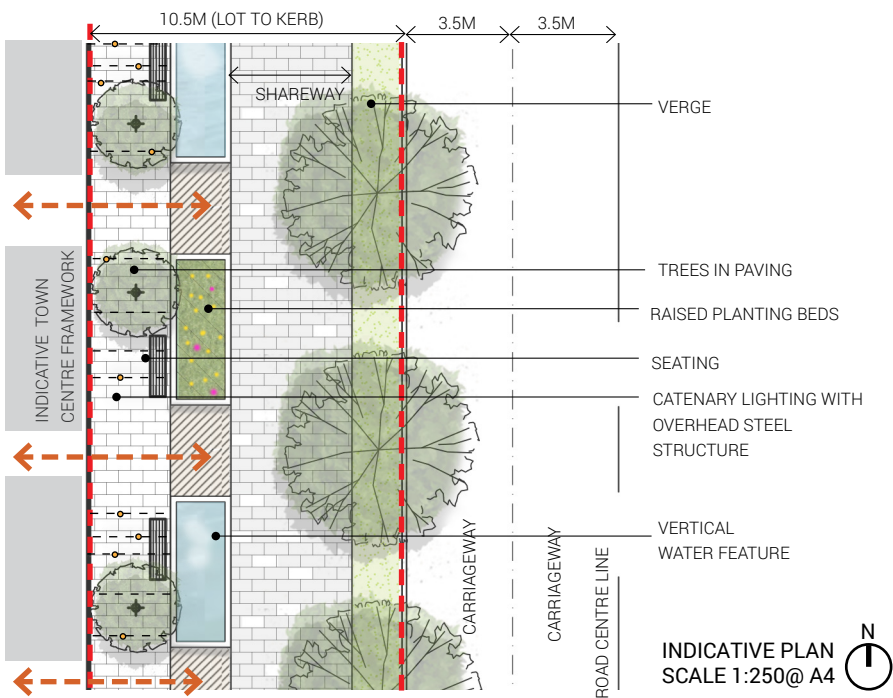 10.5M (LOT TO KERB)
3.5M
3.5M
SHAREWAY
VERGE
TREES IN PAVING
RAISED PLANTING BEDS
SEATING
CATENARY LIGHTING WITH
OVERHEAD STEEL
STRUCTURE
VERTICAL
WATER FEATURE
INDICATIVE TOWN
CENTRE FRAMEWORK
CARRIAGEWAY
CARRIAGEWAY
ROAD CENTRE LINE
INDICATIVE PLAN
SCALE 1:250@ A4
N